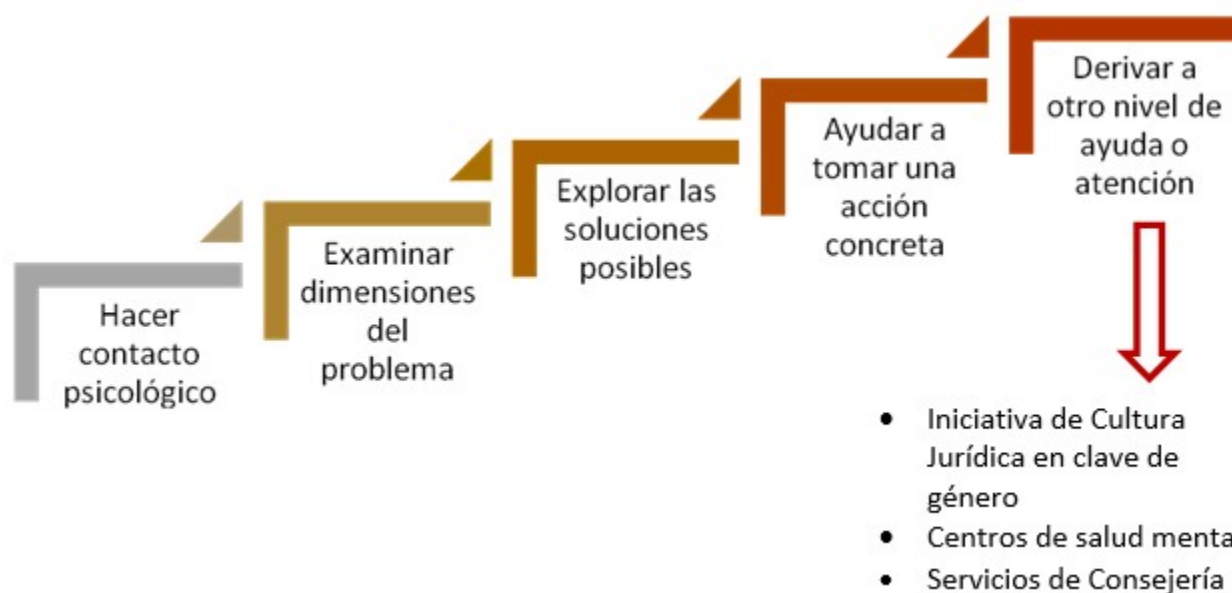 Hacer
contacto
psicológico
Examinar
dimensiones
del
problema
Explorar las
soluciones
posibles
Ayudar a
tomar una
acción
concreta
Derivar a
otro nivel de
ayuda o
atención
• Iniciativa de Cultura
Jurídica en clave de
género
• Centros de salud menta
• Servicios de Consejería